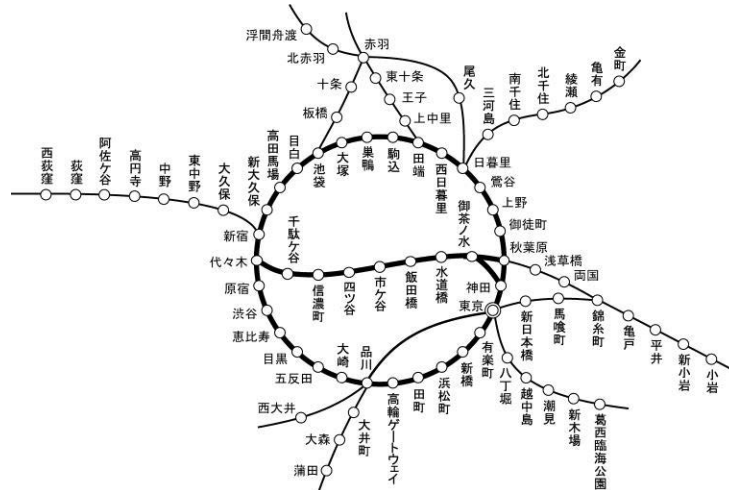 浮間舟渡
北赤羽
赤羽
十条
板橋
東十条
王子
上中里
尾久
三河島
南千住
北千住
綾瀬
亀有
金町
西荻窪
荻窪
阿佐ケ谷
高円寺
中野
東中野
大久保
新大久保
高田馬場
目白
池袋
大塚
巣鴨
駒込
田端
西日暮里
日暮里
鶯谷
上野
御徒町
秋葉原
新宿
代々木
千駄ケ谷
信濃町
四ツ谷
市ケ谷
飯田橋
水道橋
御茶ノ水
浅草橋
両国
錦糸町
亀戸
平井
新小岩
小岩
神田
東京
新日本橋
馬喰町
原宿
渋谷
恵比寿
目黒
五反田
大崎
品川
高輪ゲートウェイ
田町
浜松町
新橋
有楽町
八丁堀
越中島
潮見
新木場
葛西臨海公園
西大井
大井町
大森
蒲田